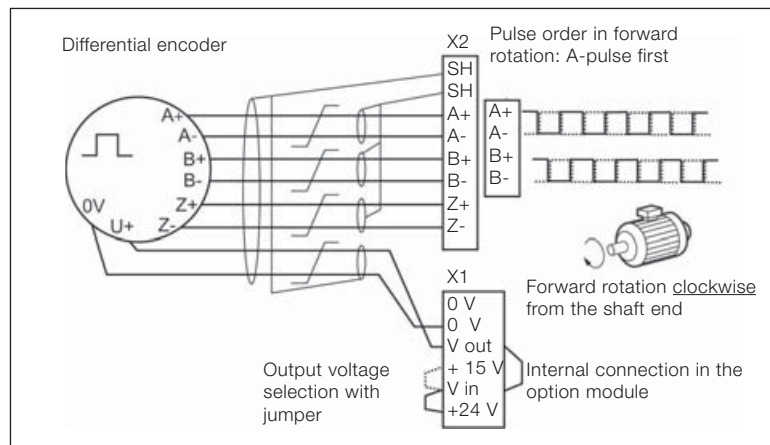 Differential encoder
X2
Pulse order in forward
rotation: A-pulse first
SH
SH
A+
A-
B+
B-
Z+
Z-
A+
A-
B+
B-
A+
A-
B+
B-
Z+
Z-
0V
U+
Forward rotation clockwise
from the shaft end
X1
0 V
0 V
V out
+ 15 V
V in
+24 V
Output voltage
selection with
jumper
Internal connection in the
option module